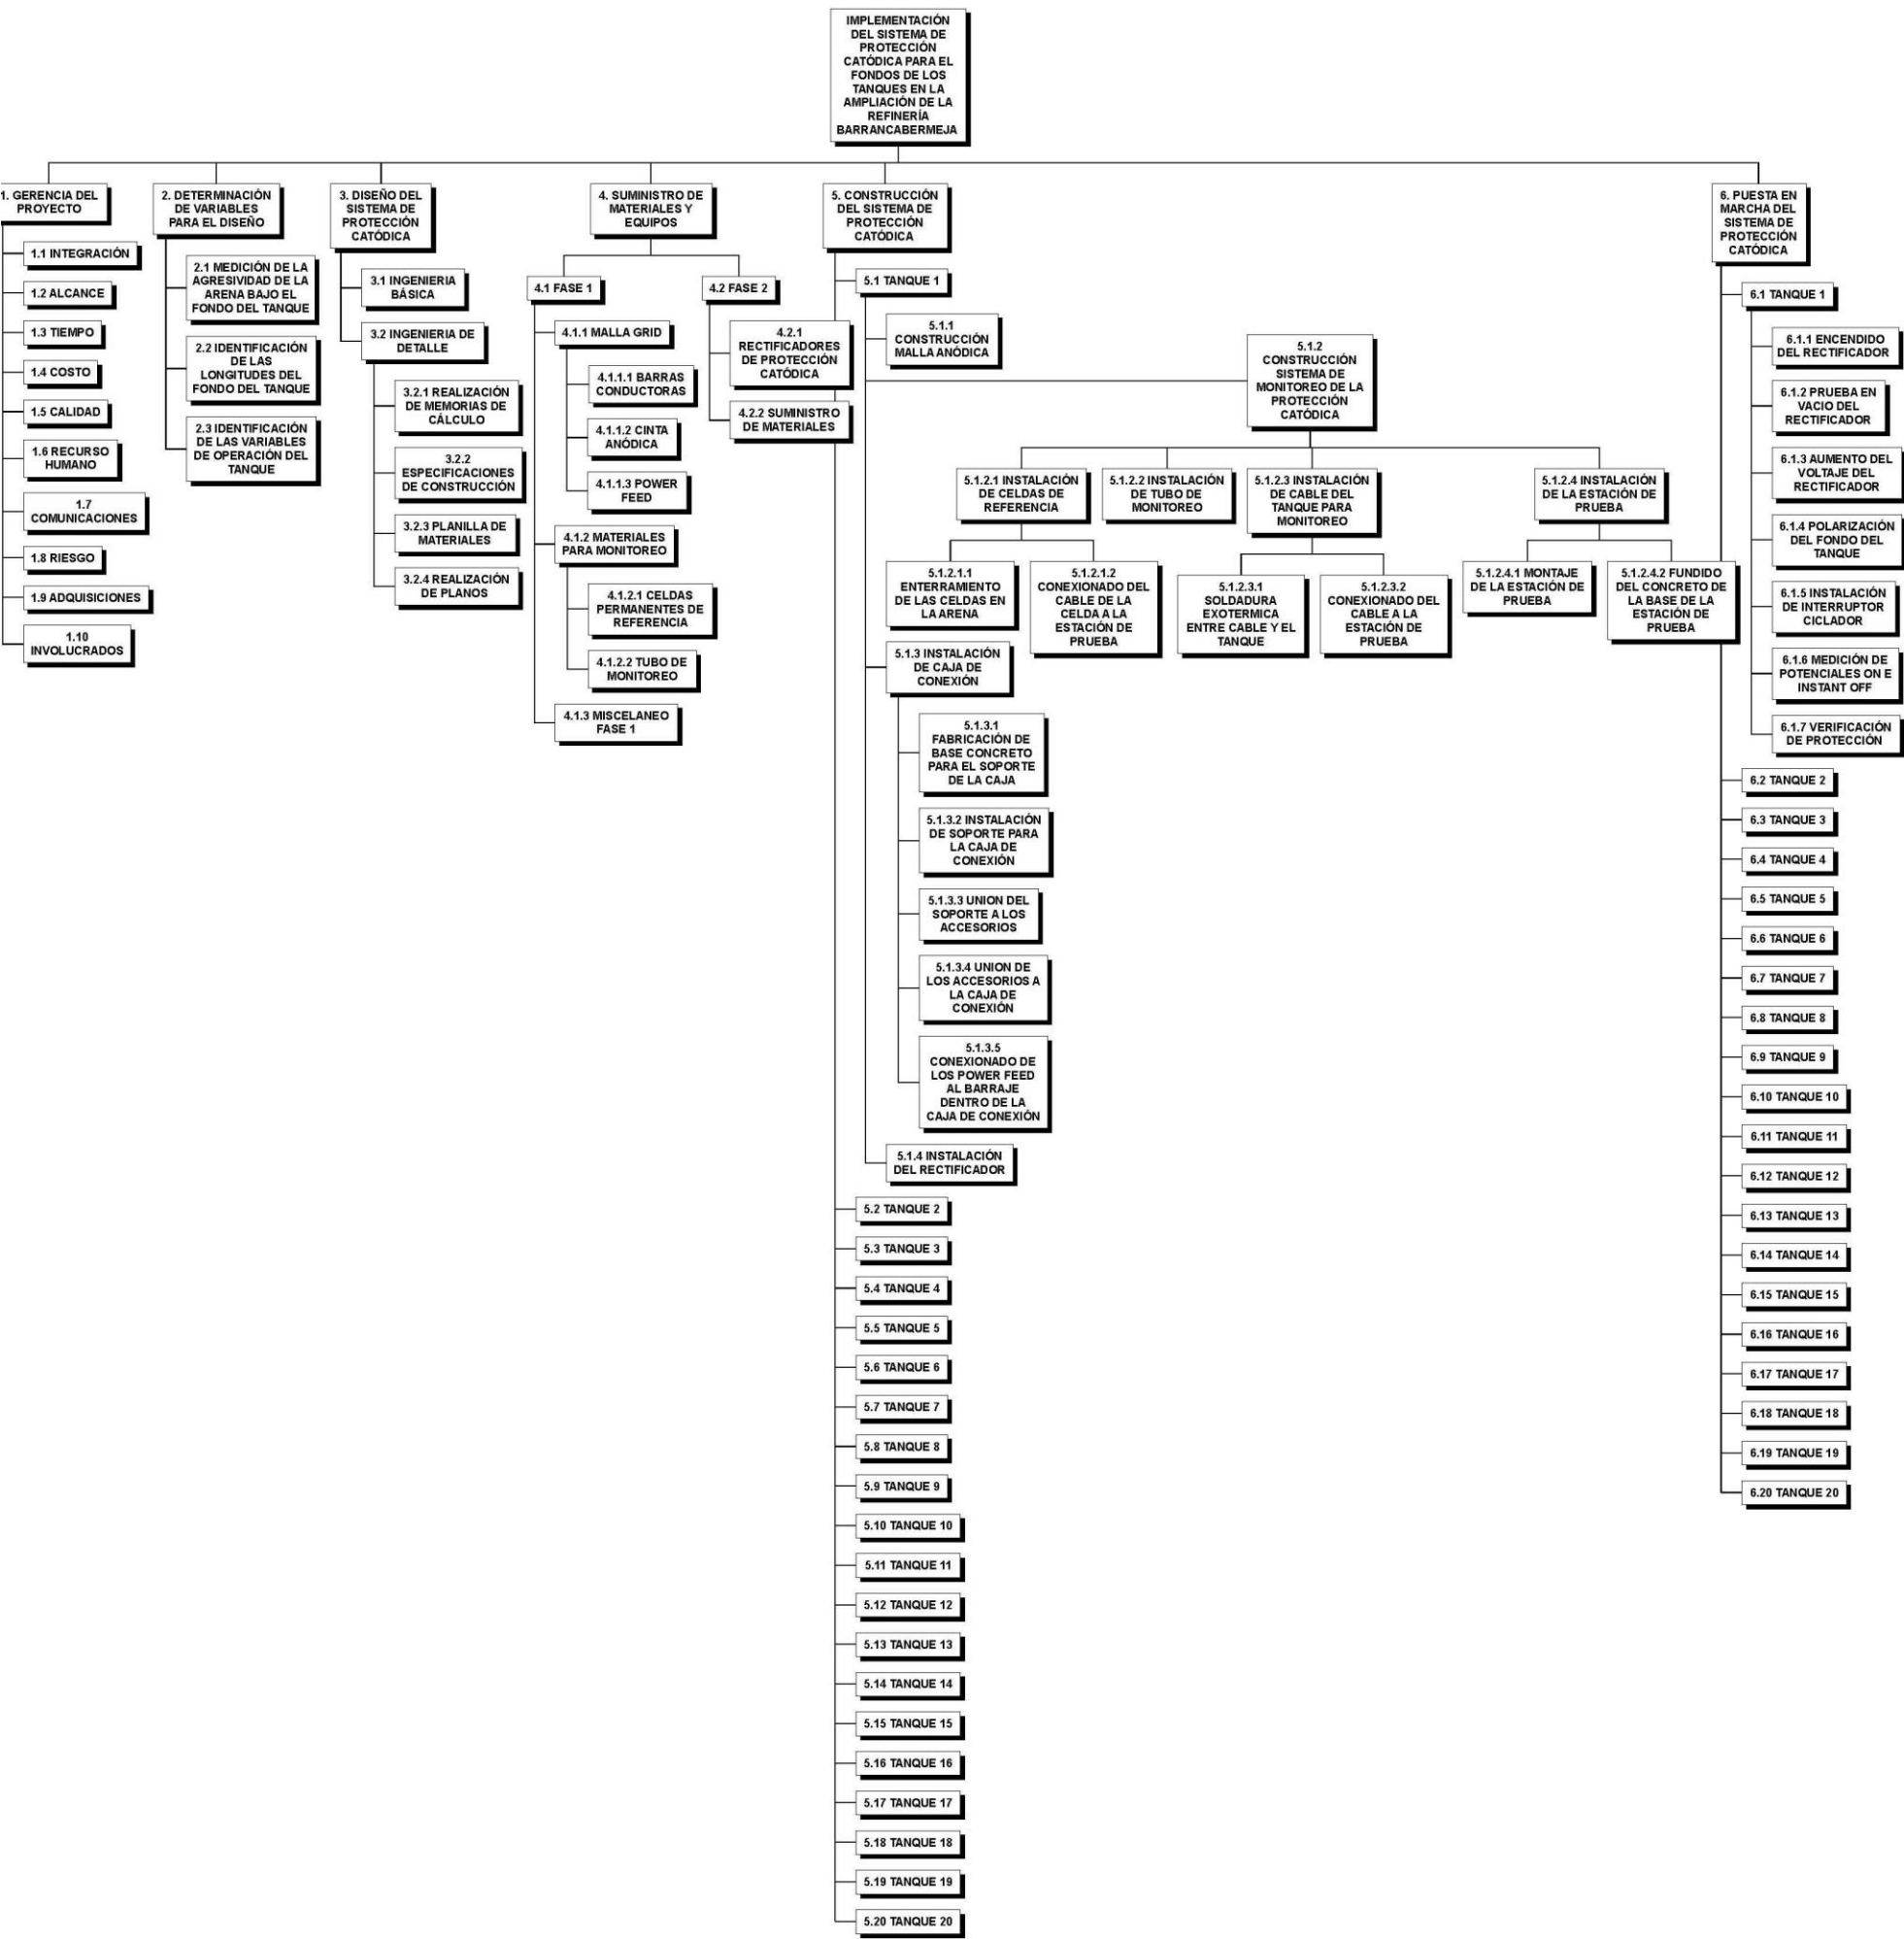 IMPLEMENTACIÓN
DEL SISTEMA DE
PROTECCIÓN
CATÓDICA PARA EL
FONDOS DE LOS
TANQUES EN LA
AMPLIACIÓN DE LA
REFINERÍA
BARRANCABERMEJA
1. GERENCIA DEL
PROYECTO
1.1 INTEGRACIÓN
1.2 ALCANCE
1.3 TIEMPO
1.4 COSTO
1.5 CALIDAD
1.6 RECURSO
HUMANO
1.7
COMUNICACIONES
1.8 RIESGO
1.9 ADQUISICIONES
1.10
INVOLUCRADOS
2. DETERMINACIÓN
DE VARIABLES
PARA EL DISEÑO
2.1 MEDICIÓN DE LA
AGRESIVIDAD DE LA
ARENA BAJO EL
FONDO DEL TANQUE
2.2 IDENTIFICACIÓN
DE LAS
LONGITUDES DEL
FONDO DEL TANQUE
2.3 IDENTIFICACIÓN
DE LAS VARIABLES
DE OPERACIÓN DEL
TANQUE
3. DISEÑO DEL
SISTEMA DE
PROTECCIÓN
CATÓDICA
3.1 INGENIERIA
BÁSICA
3.2 INGENIERIA DE
DETALLE
3.2.1 REALIZACIÓN
DE MEMORIAS DE
CÁLCULO
3.2.2
ESPECIFICACIONES
DE CONSTRUCCIÓN
3.2.3 PLANILLA DE
MATERIALES
3.2.4 REALIZACIÓN
DE PLANOS
4. SUMINISTRO DE
MATERIALES Y
EQUIPOS
4.1 FASE 1
4.1.1 MALLA GRID
4.1.1.1 BARRAS
CONDUCTORAS
4.1.1.2 CINTA
ANÓDICA
4.1.1.3 POWER
FEED
4.1.2 MATERIALES
PARA MONITOREO
4.1.2.1 CELDAS
PERMANENTES DE
REFERENCIA
4.1.2.2 TUBO DE
MONITOREO
4.1.3 MISCELANEO
FASE 1
4.2 FASE 2
4.2.1
RECTIFICADORES
DE PROTECCIÓN
CATÓDICA
4.2.2 SUMINISTRO
DE MATERIALES
5. CONSTRUCCIÓN
DEL SISTEMA DE
PROTECCIÓN
CATÓDICA
5.1 TANQUE 1
5.1.1
CONSTRUCCIÓN
MALLA ANÓDICA
5.1.2
CONSTRUCCIÓN
SISTEMA DE
MONITOREO DE LA
PROTECCIÓN
CATÓDICA
5.1.2.1 INSTALACIÓN
DE CELDAS DE
REFERENCIA
5.1.2.1.1
ENTERRAMIENTO
DE LAS CELDAS EN
LA ARENA
5.1.2.1.2
CONEXIONADO DEL
CABLE DE LA
CELDA A LA
ESTACIÓN DE
PRUEBA
5.1.2.2 INSTALACIÓN
DE TUBO DE
MONITOREO
5.1.2.3 INSTALACIÓN
DE CABLE DEL
TANQUE PARA
MONITOREO
5.1.2.3.1
SOLDADURA
EXOTERMICA
ENTRE CABLE Y EL
TANQUE
5.1.2.3.2
CONEXIONADO DEL
CABLE A LA
ESTACIÓN DE
PRUEBA
5.1.2.4 INSTALACIÓN
DE LA ESTACIÓN DE
PRUEBA
5.1.2.4.1 MONTAJE
DE LA ESTACIÓN DE
PRUEBA
5.1.2.4.2 FUNDIDO
DEL CONCRETO DE
LA BASE DE LA
ESTACIÓN DE
PRUEBA
5.1.3 INSTALACIÓN
DE CAJA DE
CONEXIÓN
5.1.3.1
FABRICACIÓN DE
BASE CONCRETO
PARA EL SOPORTE
DE LA CAJA
5.1.3.2 INSTALACIÓN
DE SOPORTE PARA
LA CAJA DE
CONEXIÓN
5.1.3.3 UNION DEL
SOPORTE A LOS
ACCESORIOS
5.1.3.4 UNION DE
LOS ACCESORIOS A
LA CAJA DE
CONEXIÓN
5.1.3.5
CONEXIONADO DE
LOS POWER FEED
AL BARRAJE
DENTRO DE LA
CAJA DE CONEXIÓN
5.1.4 INSTALACIÓN
DEL RECTIFICADOR
5.2 TANQUE 2
5.3 TANQUE 3
5.4 TANQUE 4
5.5 TANQUE 5
5.6 TANQUE 6
5.7 TANQUE 7
5.8 TANQUE 8
5.9 TANQUE 9
5.10 TANQUE 10
5.11 TANQUE 11
5.12 TANQUE 12
5.13 TANQUE 13
5.14 TANQUE 14
5.15 TANQUE 15
5.16 TANQUE 16
5.17 TANQUE 17
5.18 TANQUE 18
5.19 TANQUE 19
5.20 TANQUE 20
6. PUESTA EN
MARCHA DEL
SISTEMA DE
PROTECCIÓN
CATÓDICA
6.1 TANQUE 1
6.1.1 ENCENDIDO
DEL RECTIFICADOR
6.1.2 PRUEBA EN
VACIO DEL
RECTIFICADOR
6.1.3 AUMENTO DEL
VOLTAJE DEL
RECTIFICADOR
6.1.4 POLARIZACIÓN
DEL FONDO DEL
TANQUE
6.1.5 INSTALACIÓN
DE INTERRUPTOR
CICLADOR
6.1.6 MEDICIÓN DE
POTENCIALES ON E
INSTANT OFF
6.1.7 VERIFICACIÓN
DE PROTECCIÓN
6.2 TANQUE 2
6.3 TANQUE 3
6.4 TANQUE 4
6.5 TANQUE 5
6.6 TANQUE 6
6.7 TANQUE 7
6.8 TANQUE 8
6.9 TANQUE 9
6.10 TANQUE 10
6.11 TANQUE 11
6.12 TANQUE 12
6.13 TANQUE 13
6.14 TANQUE 14
6.15 TANQUE 15
6.16 TANQUE 16
6.17 TANQUE 17
6.18 TANQUE 18
6.19 TANQUE 19
6.20 TANQUE 20